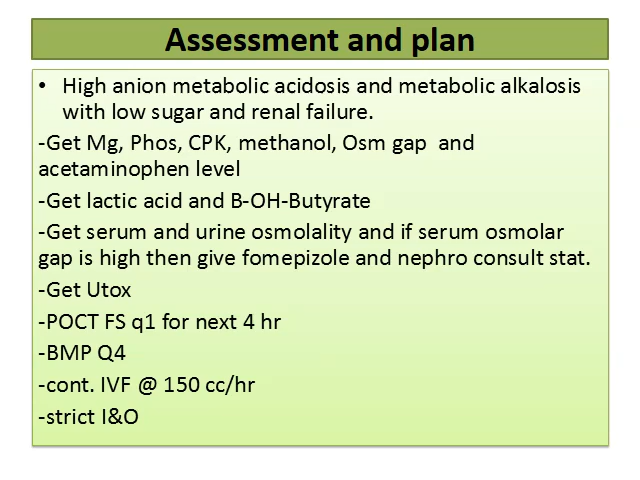 Assessment and plan
• High anion metabolic acidosis and metabolic alkalosis
with low sugar and renal failure.
-Get Mg, Phos, CPK, methanol, Osm gap  and
acetaminophen level
-Get lactic acid and B-OH-Butyrate
-Get serum and urine osmolality and if serum osmolar
gap is high then give fomepizole and nephro consult stat.
-Get Utox
-POCT FS q1 for next 4 hr
-BMP Q4
-cont. IVF @ 150 cc/hr
-strict I&O